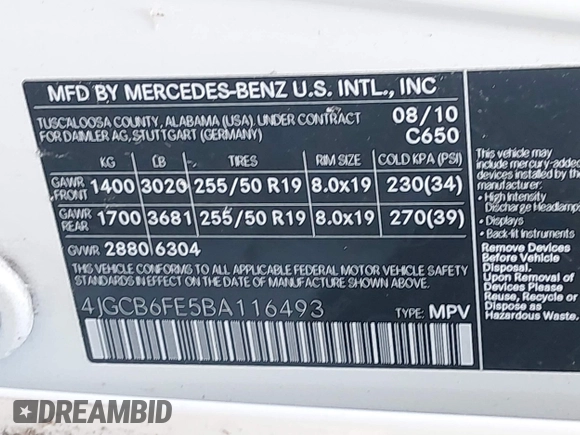 MFD BY MERCEDES-BENZ U.S. INTL., INC
TUSCALOOSA COUNTY, ALABAMA (USA), UNDER CONTRACT
FOR DAIMLER AG, STUTTGART (GERMANY)
08/10
C650
KG LB TIRES RIM SIZE COLD KPA (PSI)
GAWR FRONT 1400 3020 255/50 R19 8.0x19 230(34)
GAWR REAR 1700 3681 255/50 R19 8.0x19 270(39)
GVWR 2880 6304
THIS VEHICLE CONFORMS TO ALL APPLICABLE FEDERAL MOTOR VEHICLE SAFETY
STANDARDS IN EFFECT ON THE DATE OF MANUFACTURE SHOWN ABOVE.
4JGCB6FE5BA116493
TYPE: MPV
This vehicle may
include mercury-added
devices installed by the
manufacturer:
• High Intensity
Discharge Headlamps
• Displays
• Back-lit Instruments
Remove Devices
Before Vehicle
Disposal.
Upon Removal of
Devices Please
Reuse, Recycle
or Dispose as
Hazardous Waste.
DREAMBID